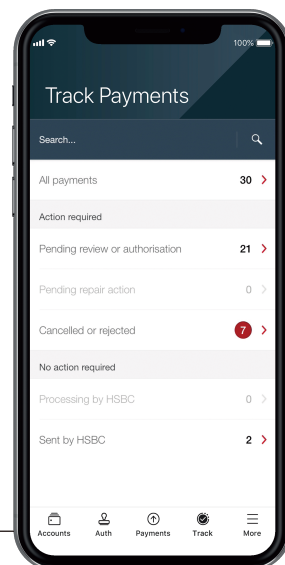 100%
Track Payments
Search...
All payments 30
Action required
Pending review or authorisation 21
Pending repair action 0
Cancelled or rejected 7
No action required
Processing by HSBC 0
Sent by HSBC 2
Accounts Auth Payments Track More